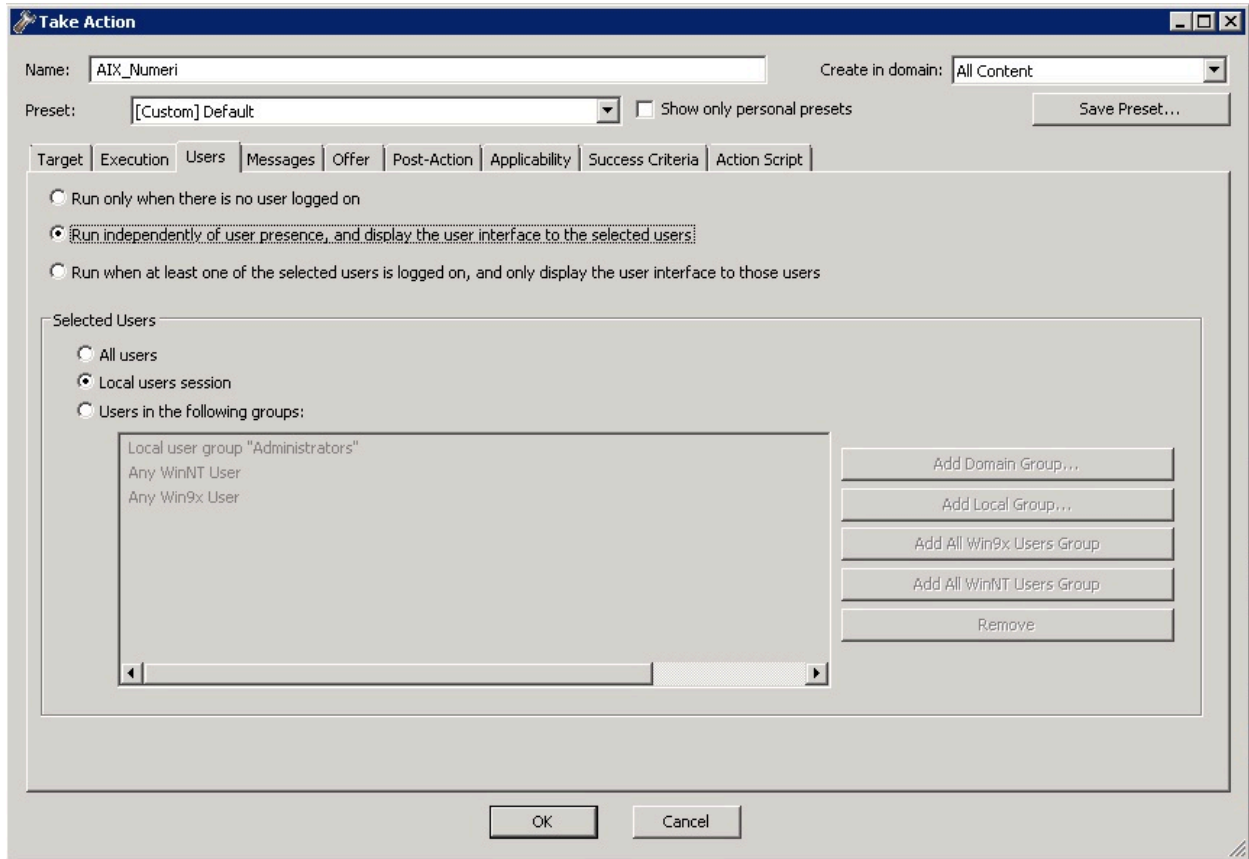 Take Action
Name: AIX_Numeri Create in domain: All Content
Preset: [Custom] Default Show only personal presets Save Preset...
Target Execution Users Messages Offer Post-Action Applicability Success Criteria Action Script
Run only when there is no user logged on
Run independently of user presence, and display the user interface to the selected users
Run when at least one of the selected users is logged on, and only display the user interface to those users
Selected Users
All users
Local users session
Users in the following groups:
Local user group "Administrators"
Any WinNT User
Any Win9x User
Add Domain Group...
Add Local Group...
Add All Win9x Users Group
Add All WinNT Users Group
Remove
OK Cancel